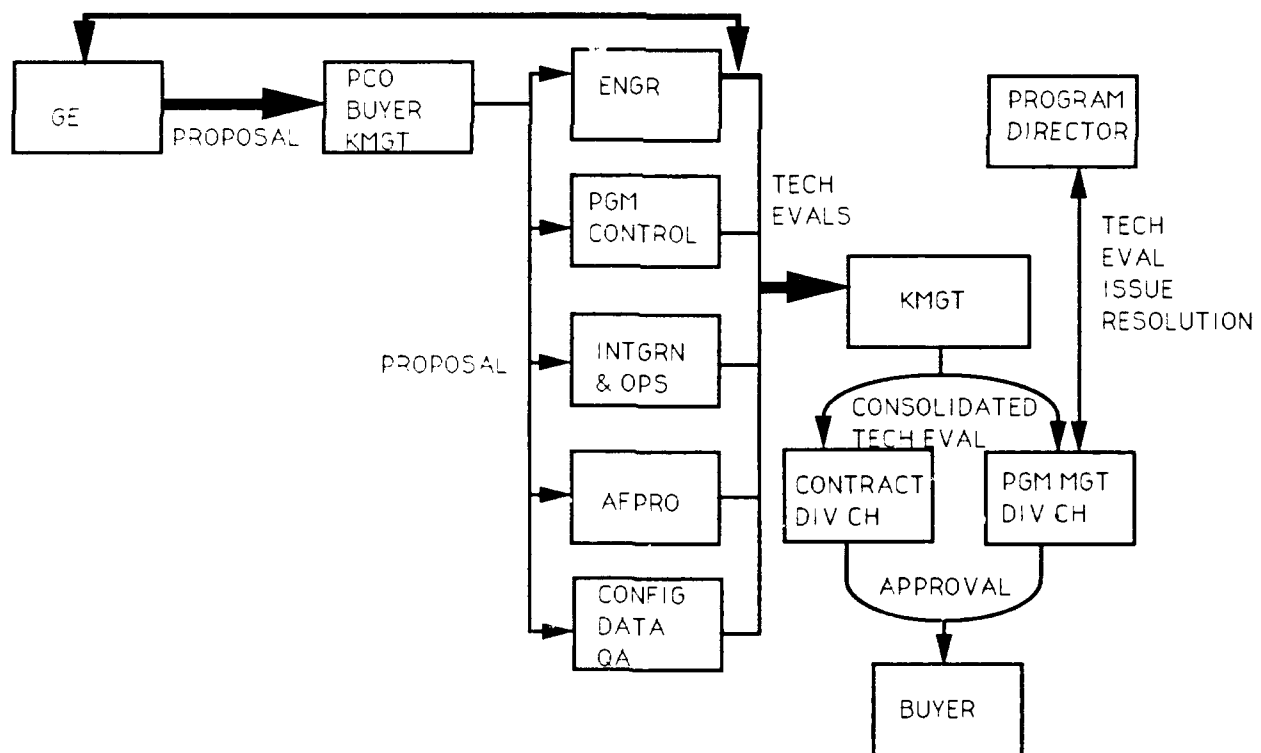 GE
PROPOSAL
PCO
BUYER
KMGT
PROPOSAL
ENGR
PGM
CONTROL
INTGRN
& OPS
AFPRO
CONFIG
DATA
QA
TECH
EVALS
KMGT
CONSOLIDATED
TECH EVAL
PROGRAM
DIRECTOR
TECH
EVAL
ISSUE
RESOLUTION
CONTRACT
DIV CH
PGM MGT
DIV CH
APPROVAL
BUYER